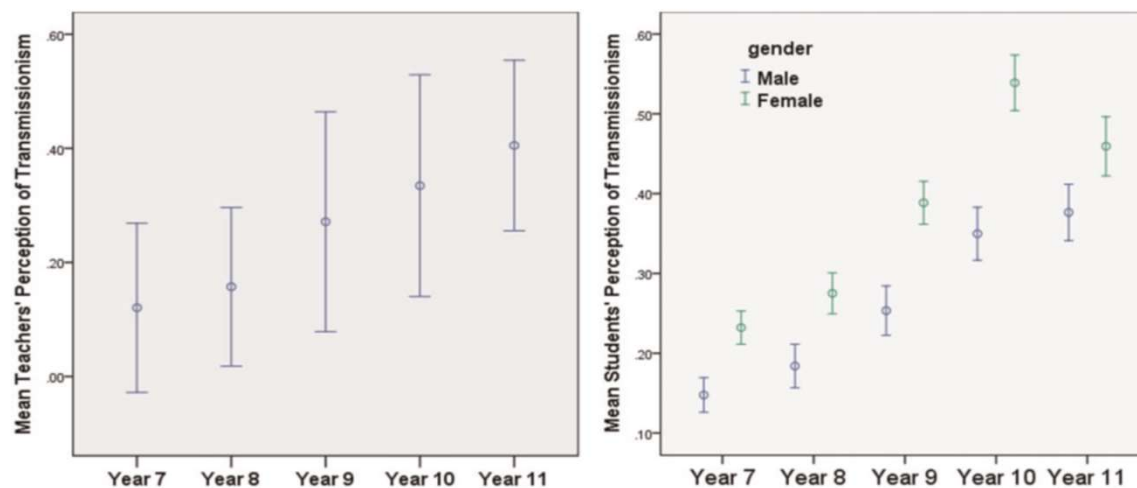 Mean Teachers' Perception of Transmissionism
.60
.40
.20
.00
Year 7 Year 8 Year 9 Year 10 Year 11
Mean Students' Perception of Transmissionism
.60
.50
.40
.30
.20
.10
gender
Male
Female
Year 7 Year 8 Year 9 Year 10 Year 11